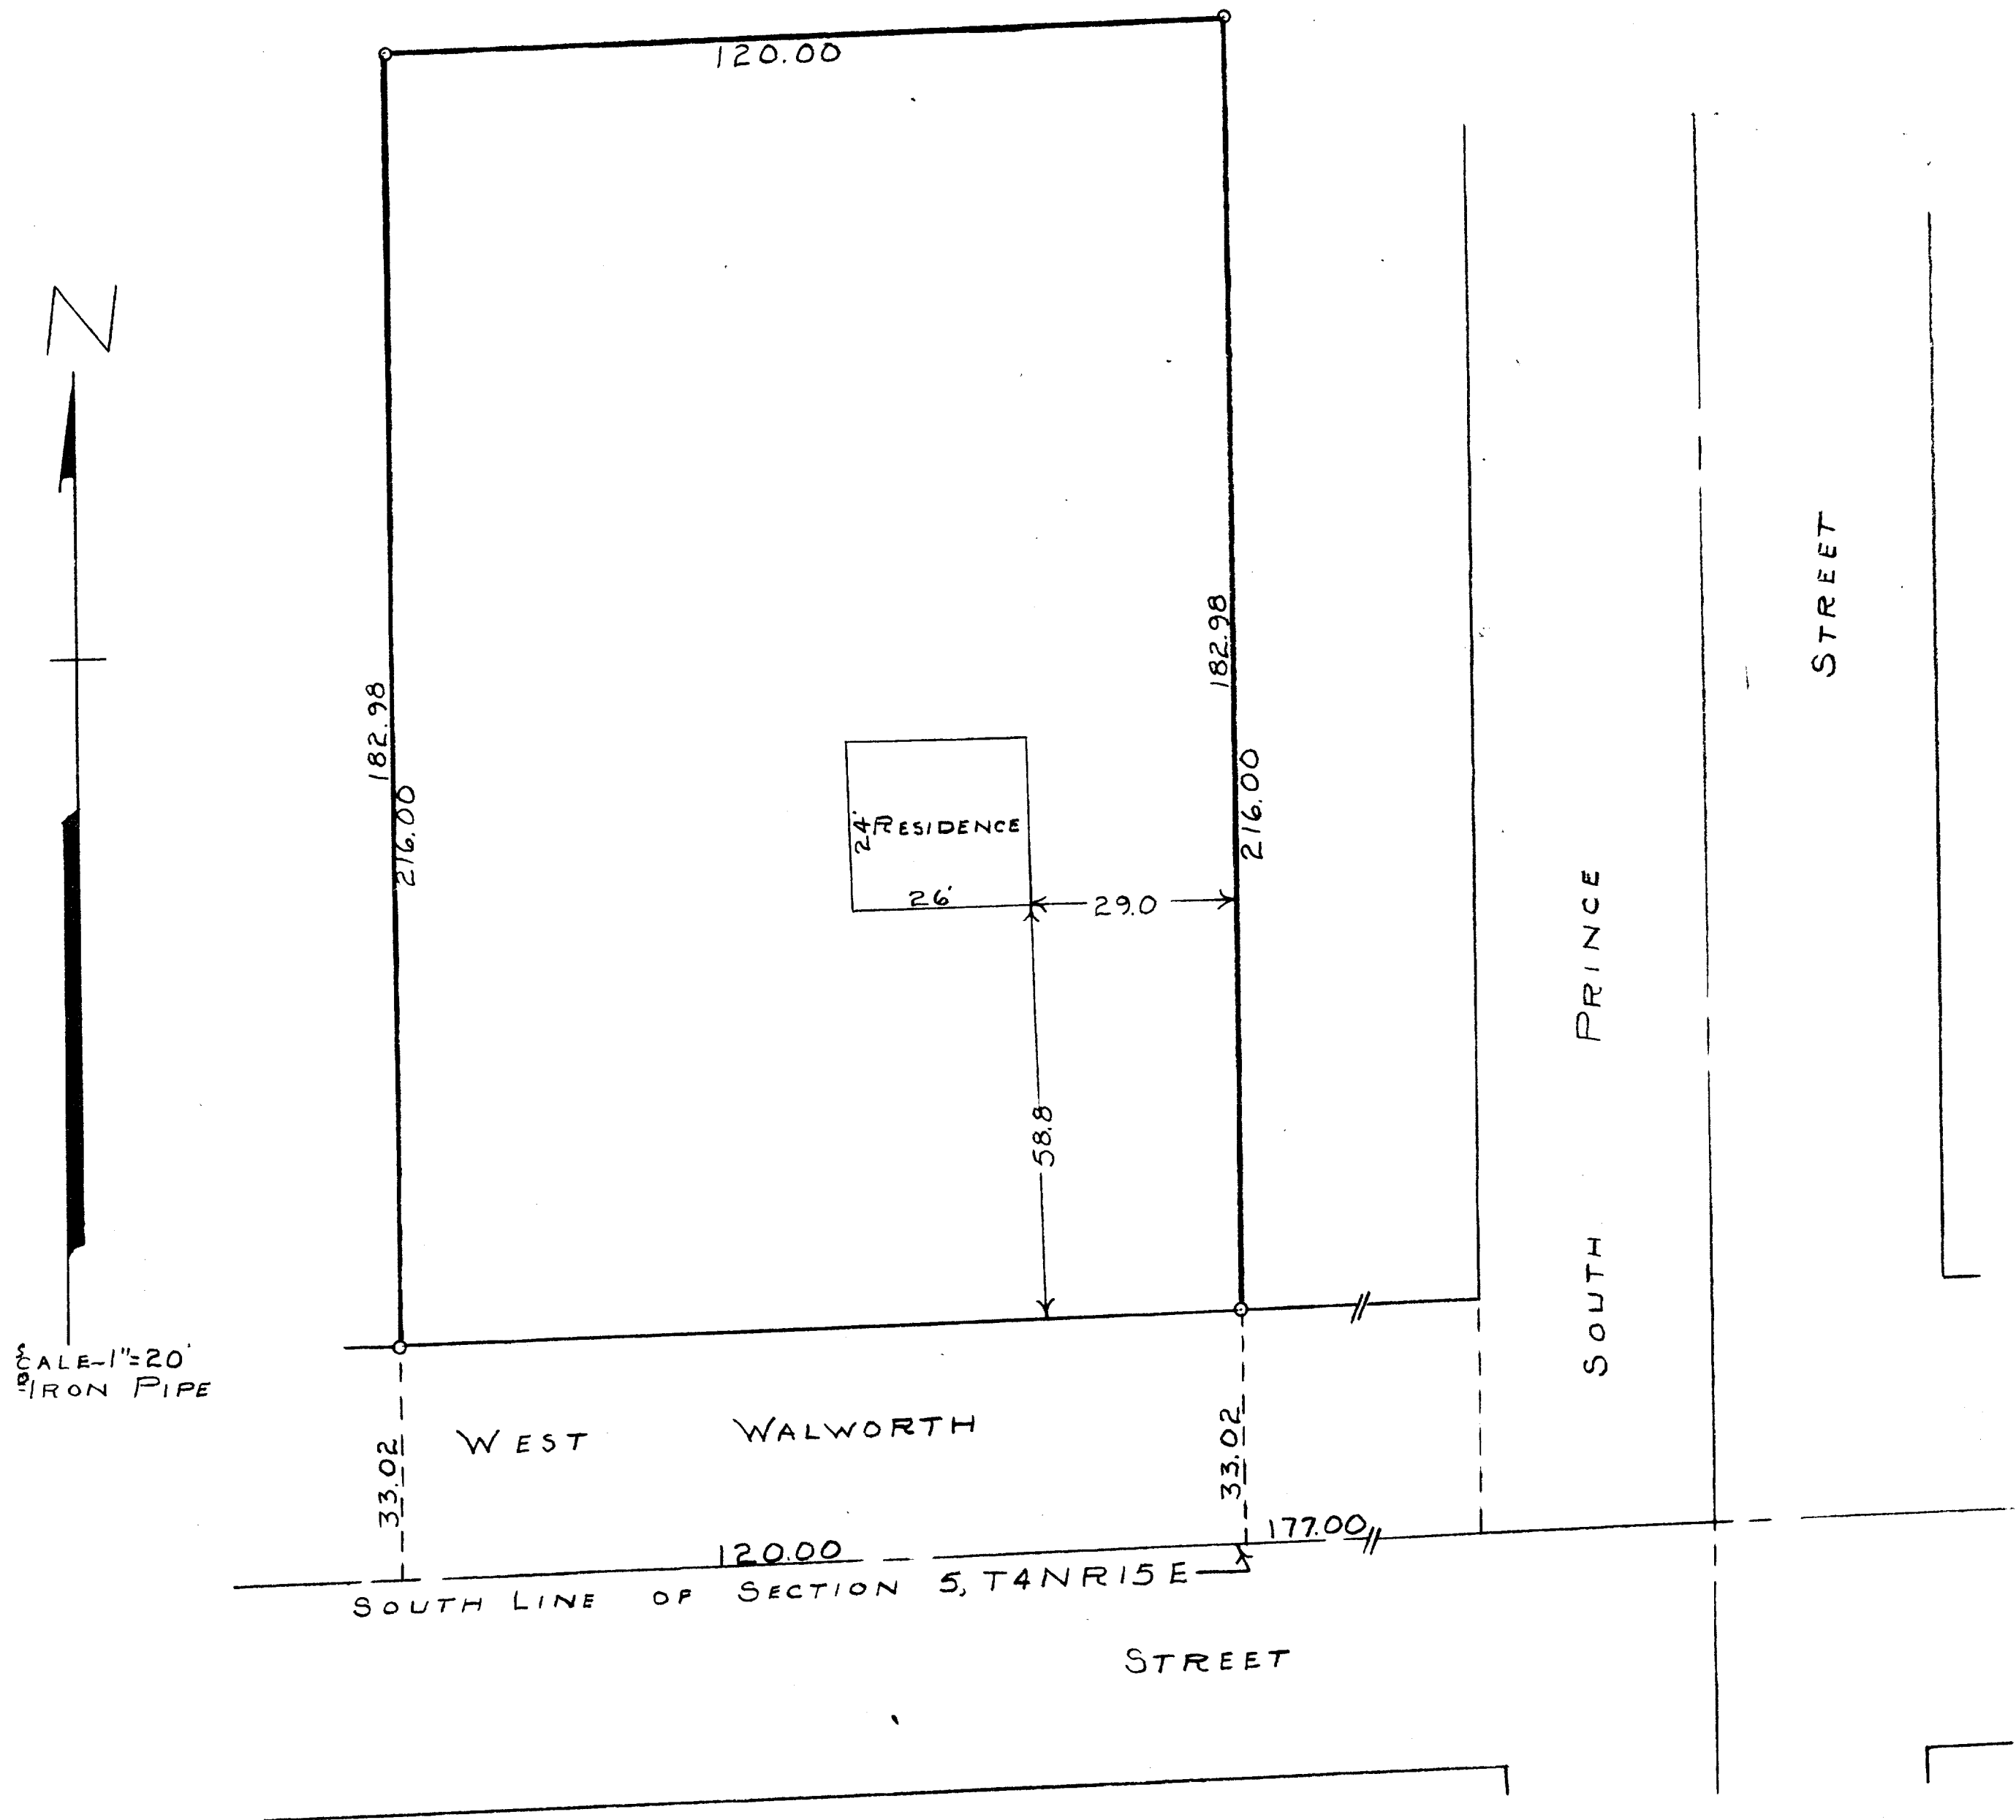 120.00
N
182.98
216.00
182.98
216.00
24'
RESIDENCE
26'
29.0
58.8
STREET
PRINCE
SOUTH
SCALE-1"=20'
O=IRON PIPE
WEST WALWORTH
33.02
33.02
177.00
120.00
SOUTH LINE OF SECTION 5, T4NR15E
STREET